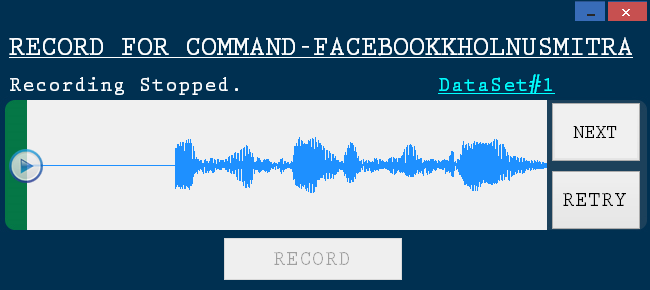 RECORD FOR COMMAND-FACEBOOKKHOLNUSMITRA
Recording Stopped.
DataSet#1
NEXT
RETRY
RECORD